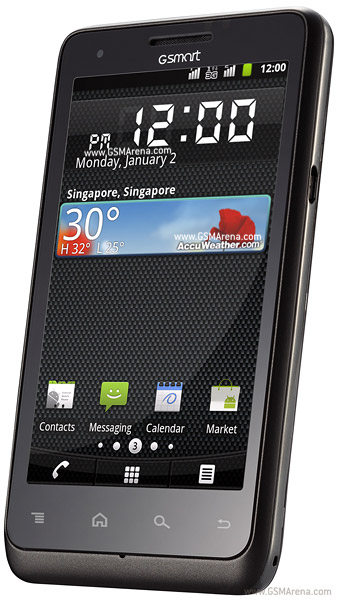 GSmart
3G 12:00
PM 12:00
www.GSMArena.com
Monday, January 2
Singapore, Singapore
30°
www.GSMArena.com
H 32° L 25°
AccuWeather.com
Contacts Messaging Calendar Market
3
www.GSMArena.com